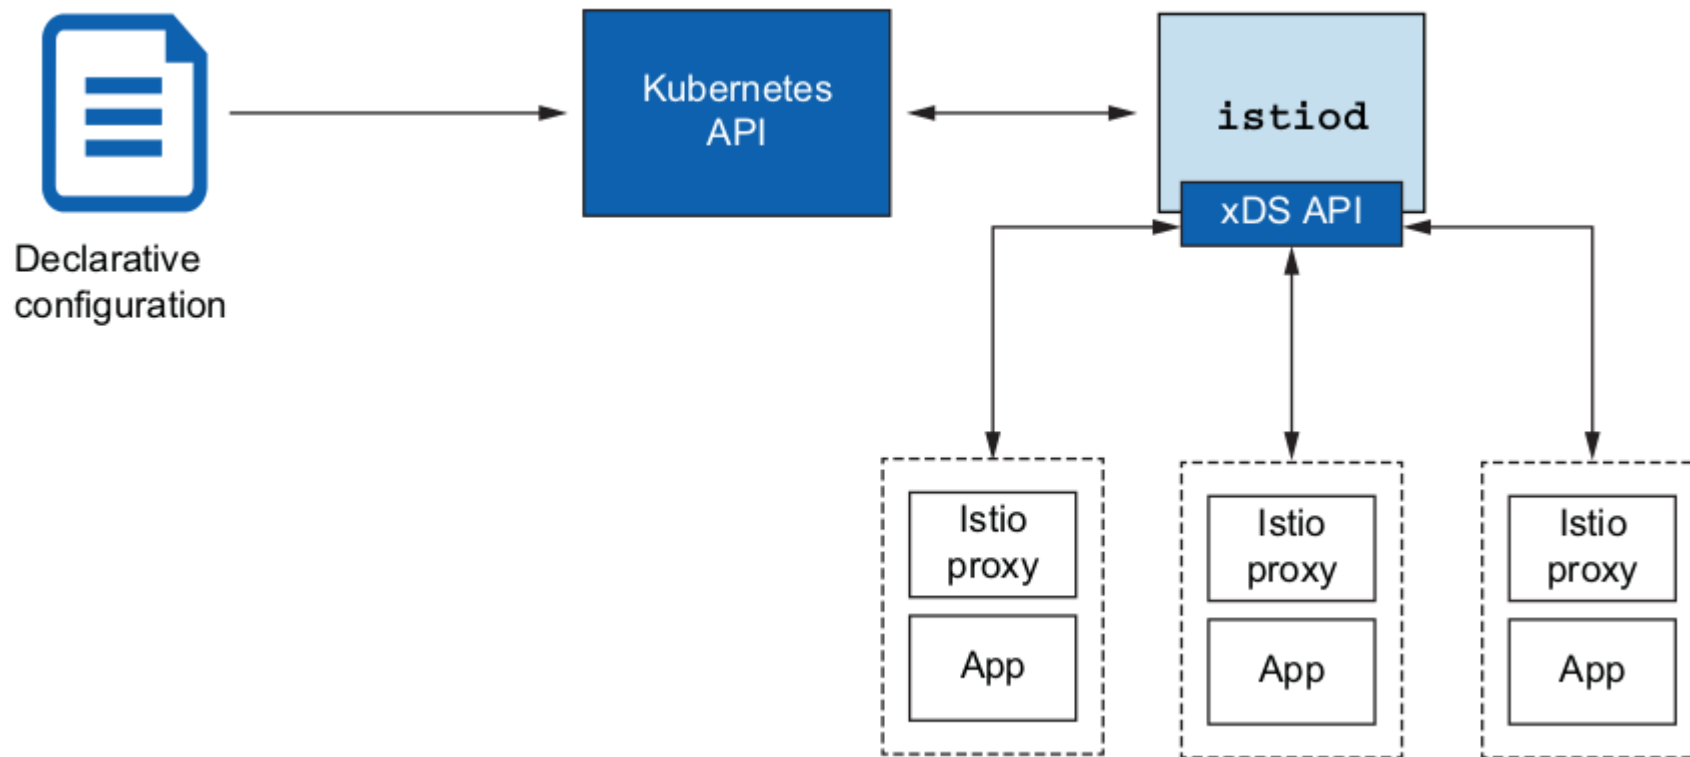 Declarative
configuration
Kubernetes
API
istiod
xDS API
Istio
proxy
App
Istio
proxy
App
Istio
proxy
App